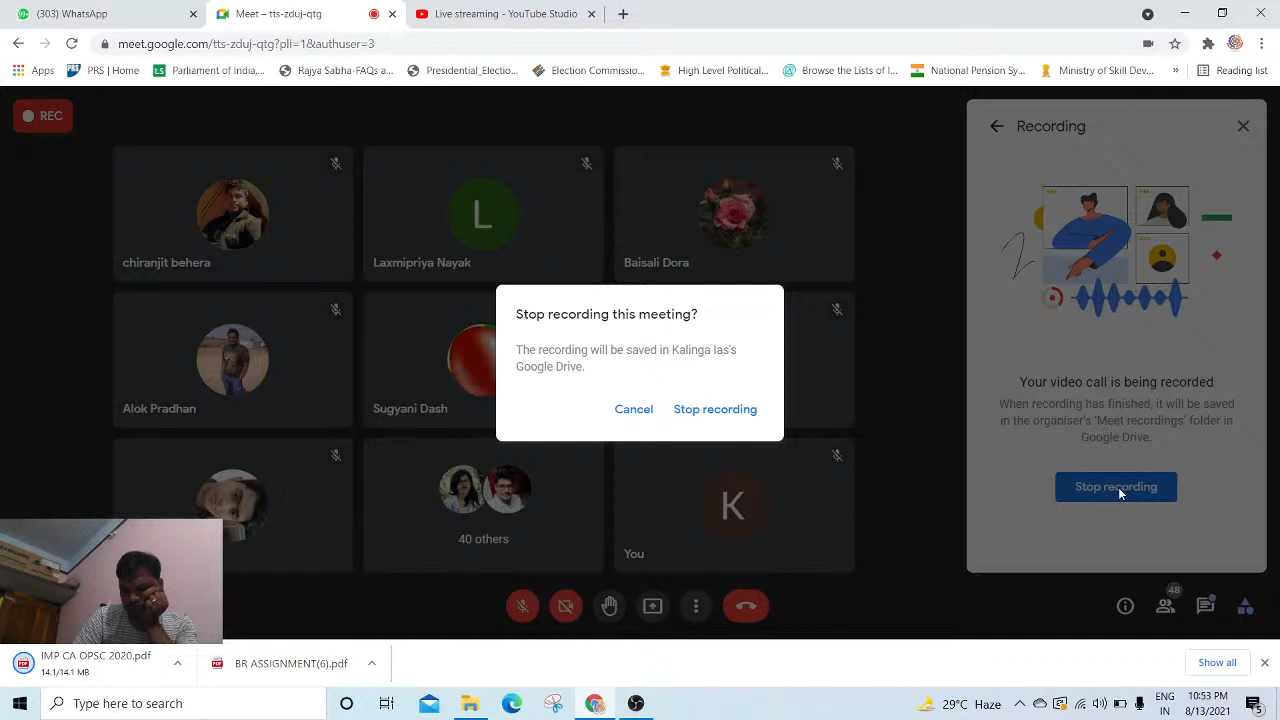 99+
(303) WhatsApp
Meet – tts-zduj-qtg
Live streaming - YouTube Studio
meet.google.com/tts-zduj-qtg?pli=1&authuser=3
Apps
PRS | Home
Parliament of India,...
Rajya Sabha-FAQs a...
Presidential_Electio...
Election Commissio...
High Level Political...
Browse the Lists of I...
National Pension Sy...
Ministry of Skill Dev...
»
Reading list
REC
Recording
chiranjit behera
L
Laxmipriya Nayak
Baisali Dora
Stop recording this meeting?
The recording will be saved in Kalinga Ias's
Google Drive.
Cancel
Stop recording
Alok Pradhan
Sugyani Dash
Your video call is being recorded
When recording has finished, it will be saved
in the organiser's 'Meet recordings' folder in
Google Drive.
Stop recording
40 others
K
You
48
IMP CA OPSC 2020.pdf
14.1/14.1 MB
BR ASSIGNMENT(6).pdf
Show all
Type here to search
29°C Haze
ENG
IN
10:53 PM
8/13/2021
5